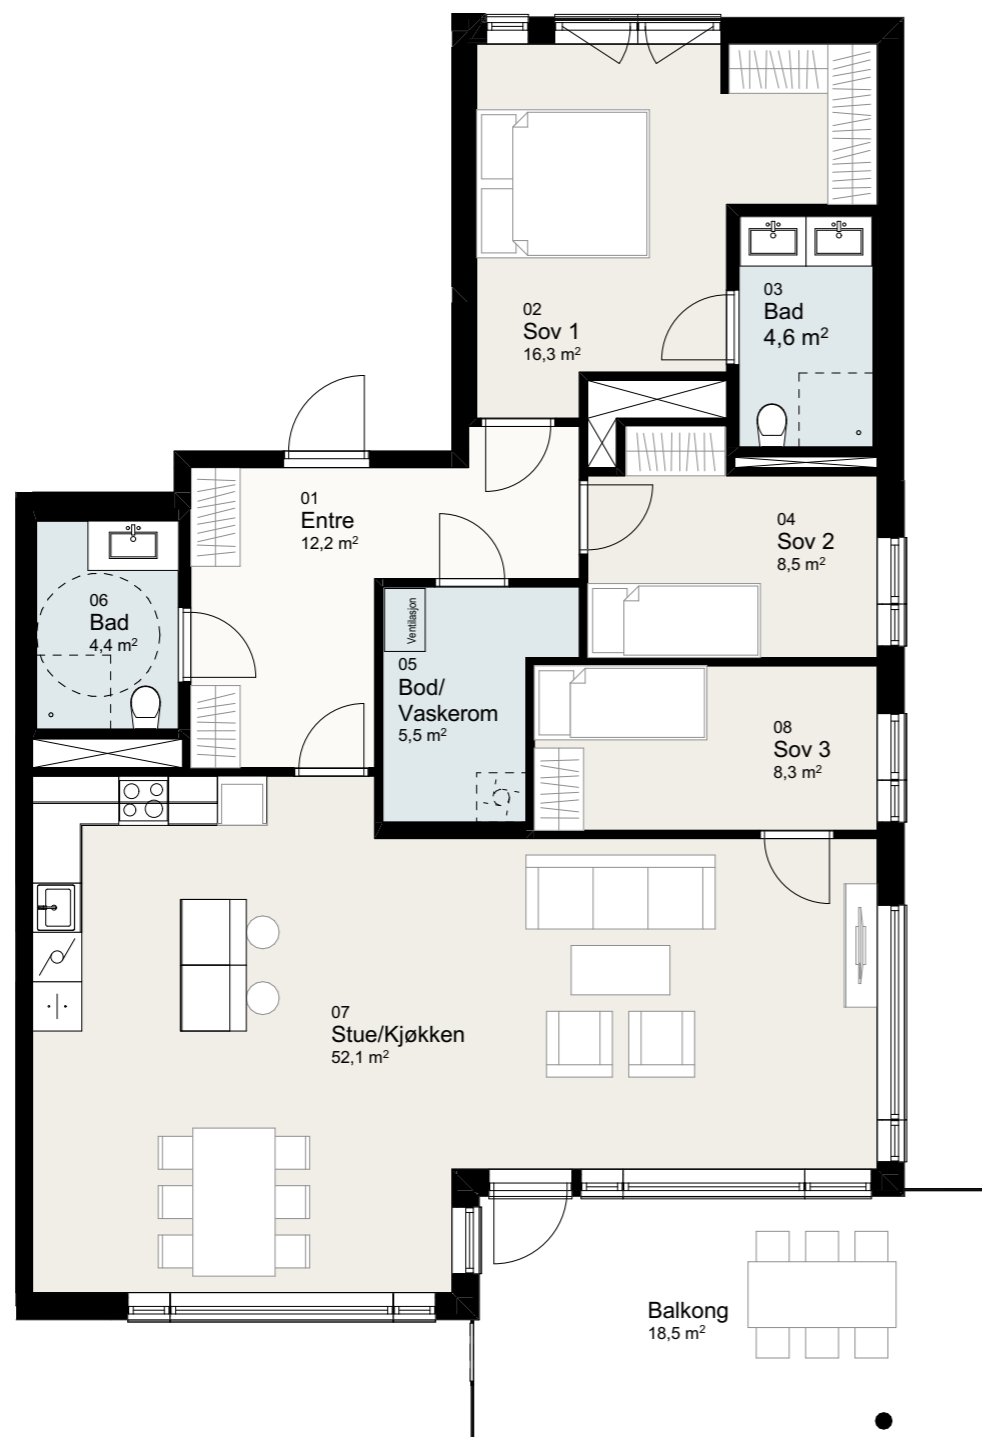 02
Sov 1
16,3 m²
03
Bad
4,6 m²
01
Entre
12,2 m²
04
Sov 2
8,5 m²
06
Bad
4,4 m²
Ventilasjon
05
Bod/
Vaskerom
5,5 m²
08
Sov 3
8,3 m²
07
Stue/Kjøkken
52,1 m²
Balkong
18,5 m²